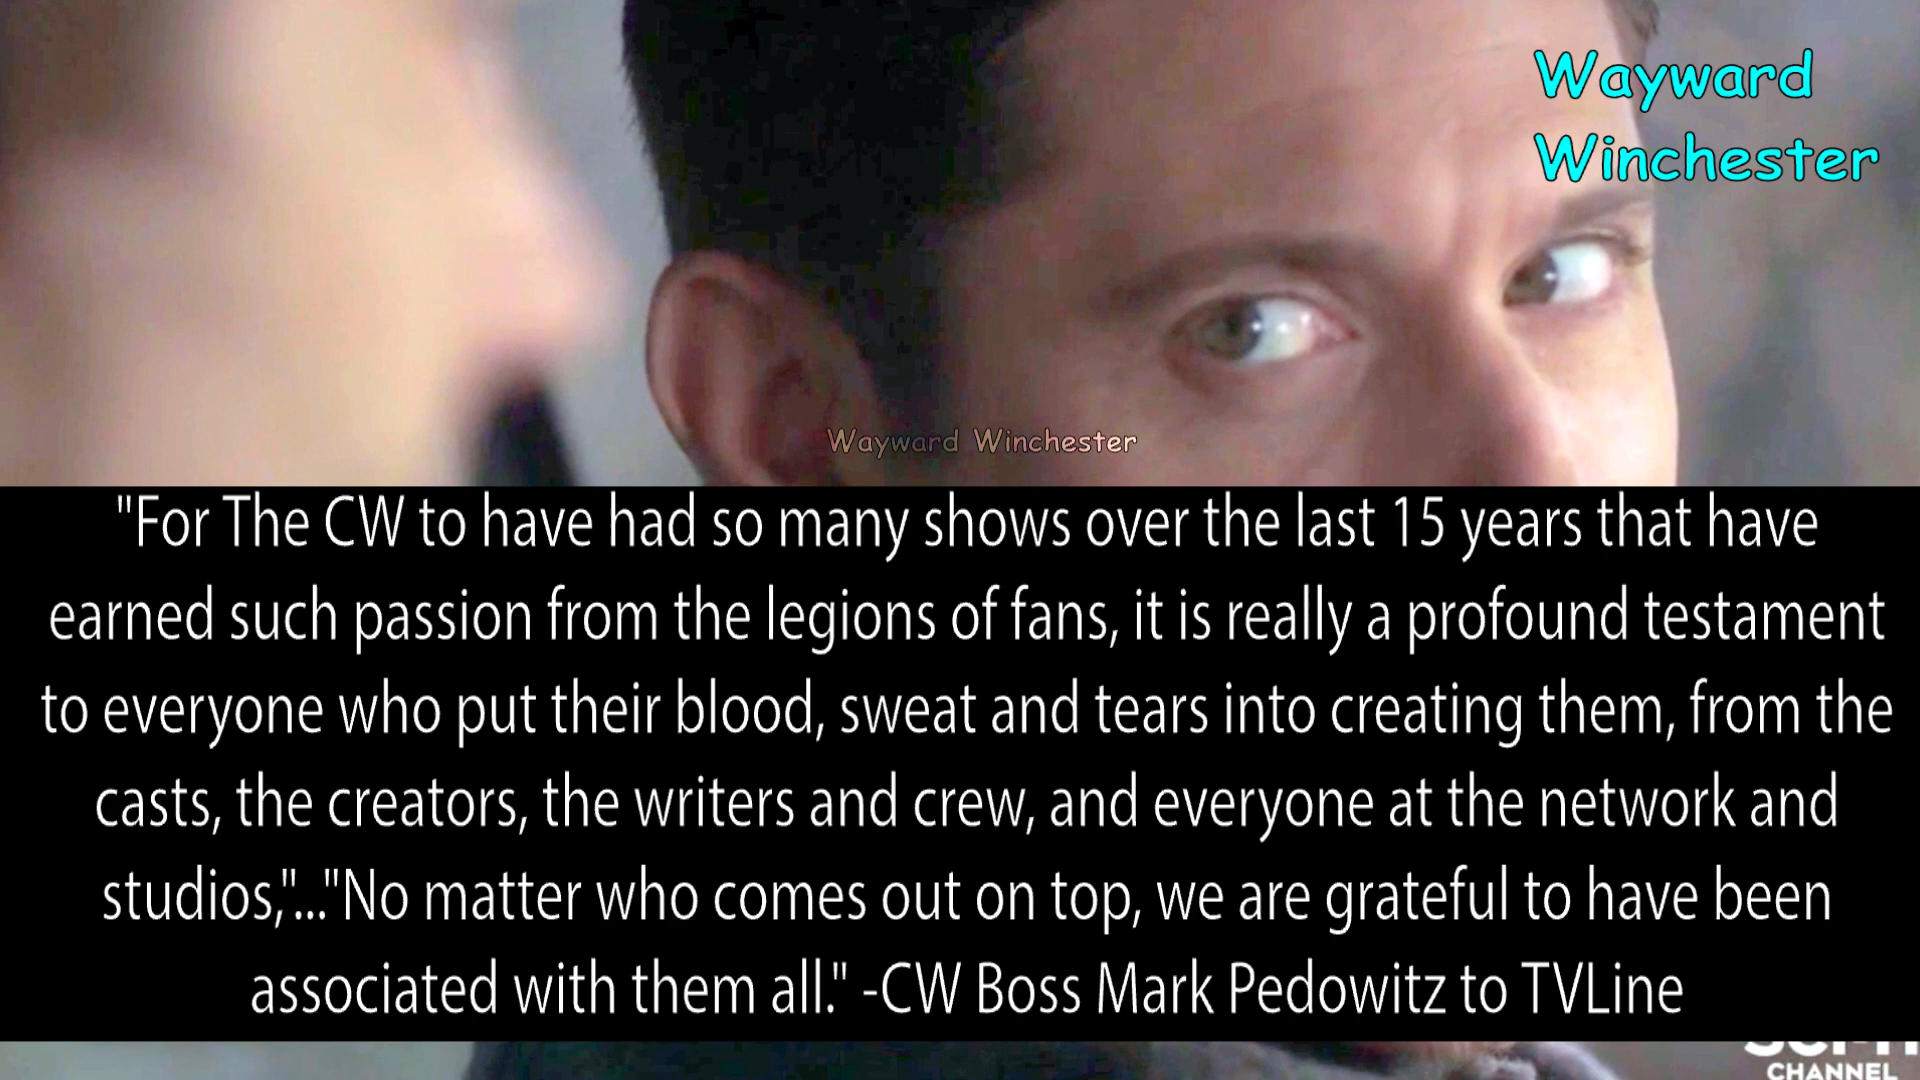 Wayward
Winchester
Wayward Winchester
"For The CW to have had so many shows over the last 15 years that have
earned such passion from the legions of fans, it is really a profound testament
to everyone who put their blood, sweat and tears into creating them, from the
casts, the creators, the writers and crew, and everyone at the network and
studios,"..."No matter who comes out on top, we are grateful to have been
associated with them all." -CW Boss Mark Pedowitz to TVLine
CHANNEL